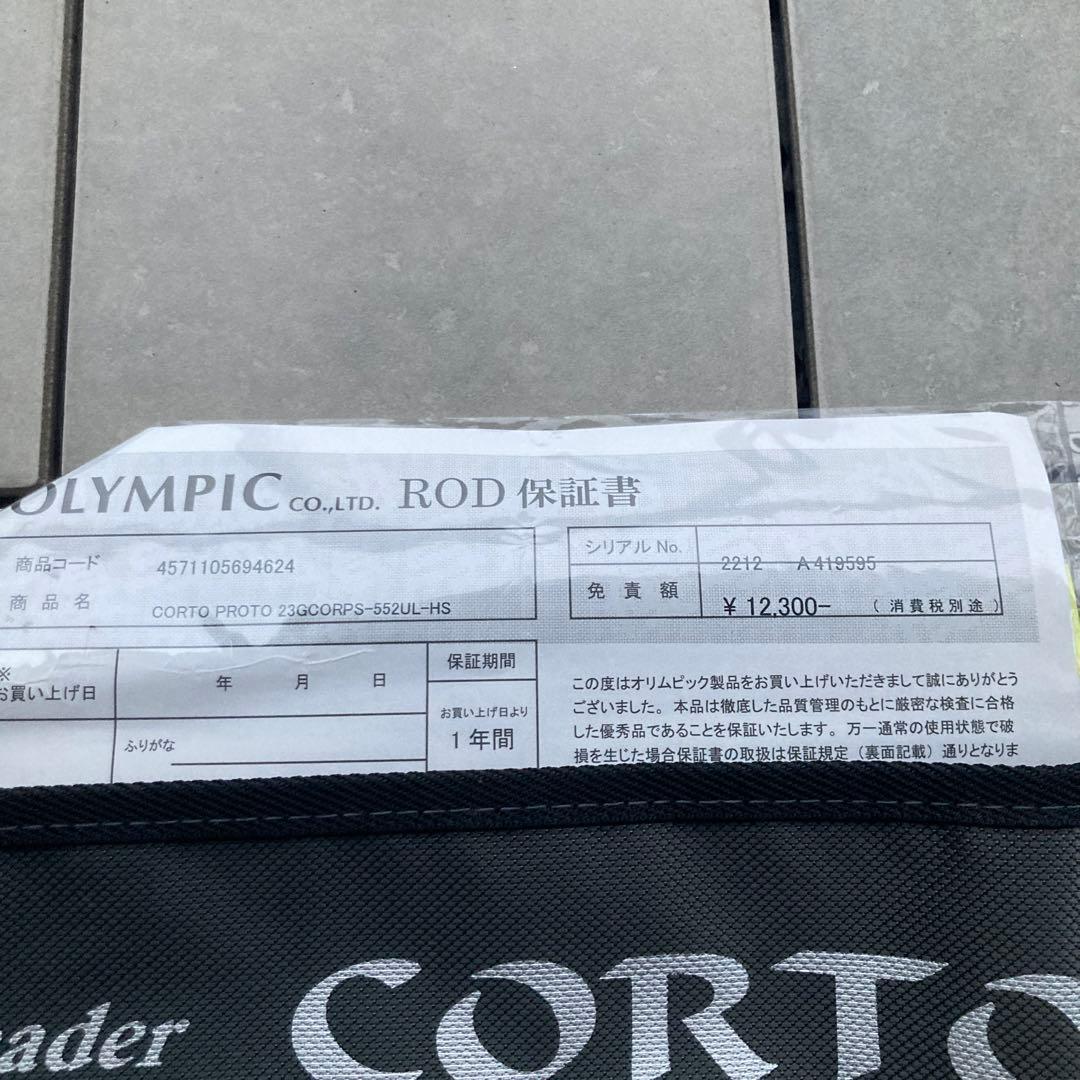 OLYMPIC CO.,LTD. ROD 保証書
商品コード 4571105694624
商品名 CORTO PROTO 23GCORPS-552UL-HS
シリアル No. 2212 A419595
免責額 ¥ 12,300- (消費税別途)
※
お買い上げ日 年 月 日
ふりがな
保証期間
お買い上げ日より
1年間
この度はオリムピック製品をお買い上げいただきまして誠にありがとう
ございました。本品は徹底した品質管理のもとに厳密な検査に合格
した優秀品であることを保証いたします。万一通常の使用状態で破
損を生じた場合保証書の取扱は保証規定(裏面記載)通りとなりま
eader
CORTO